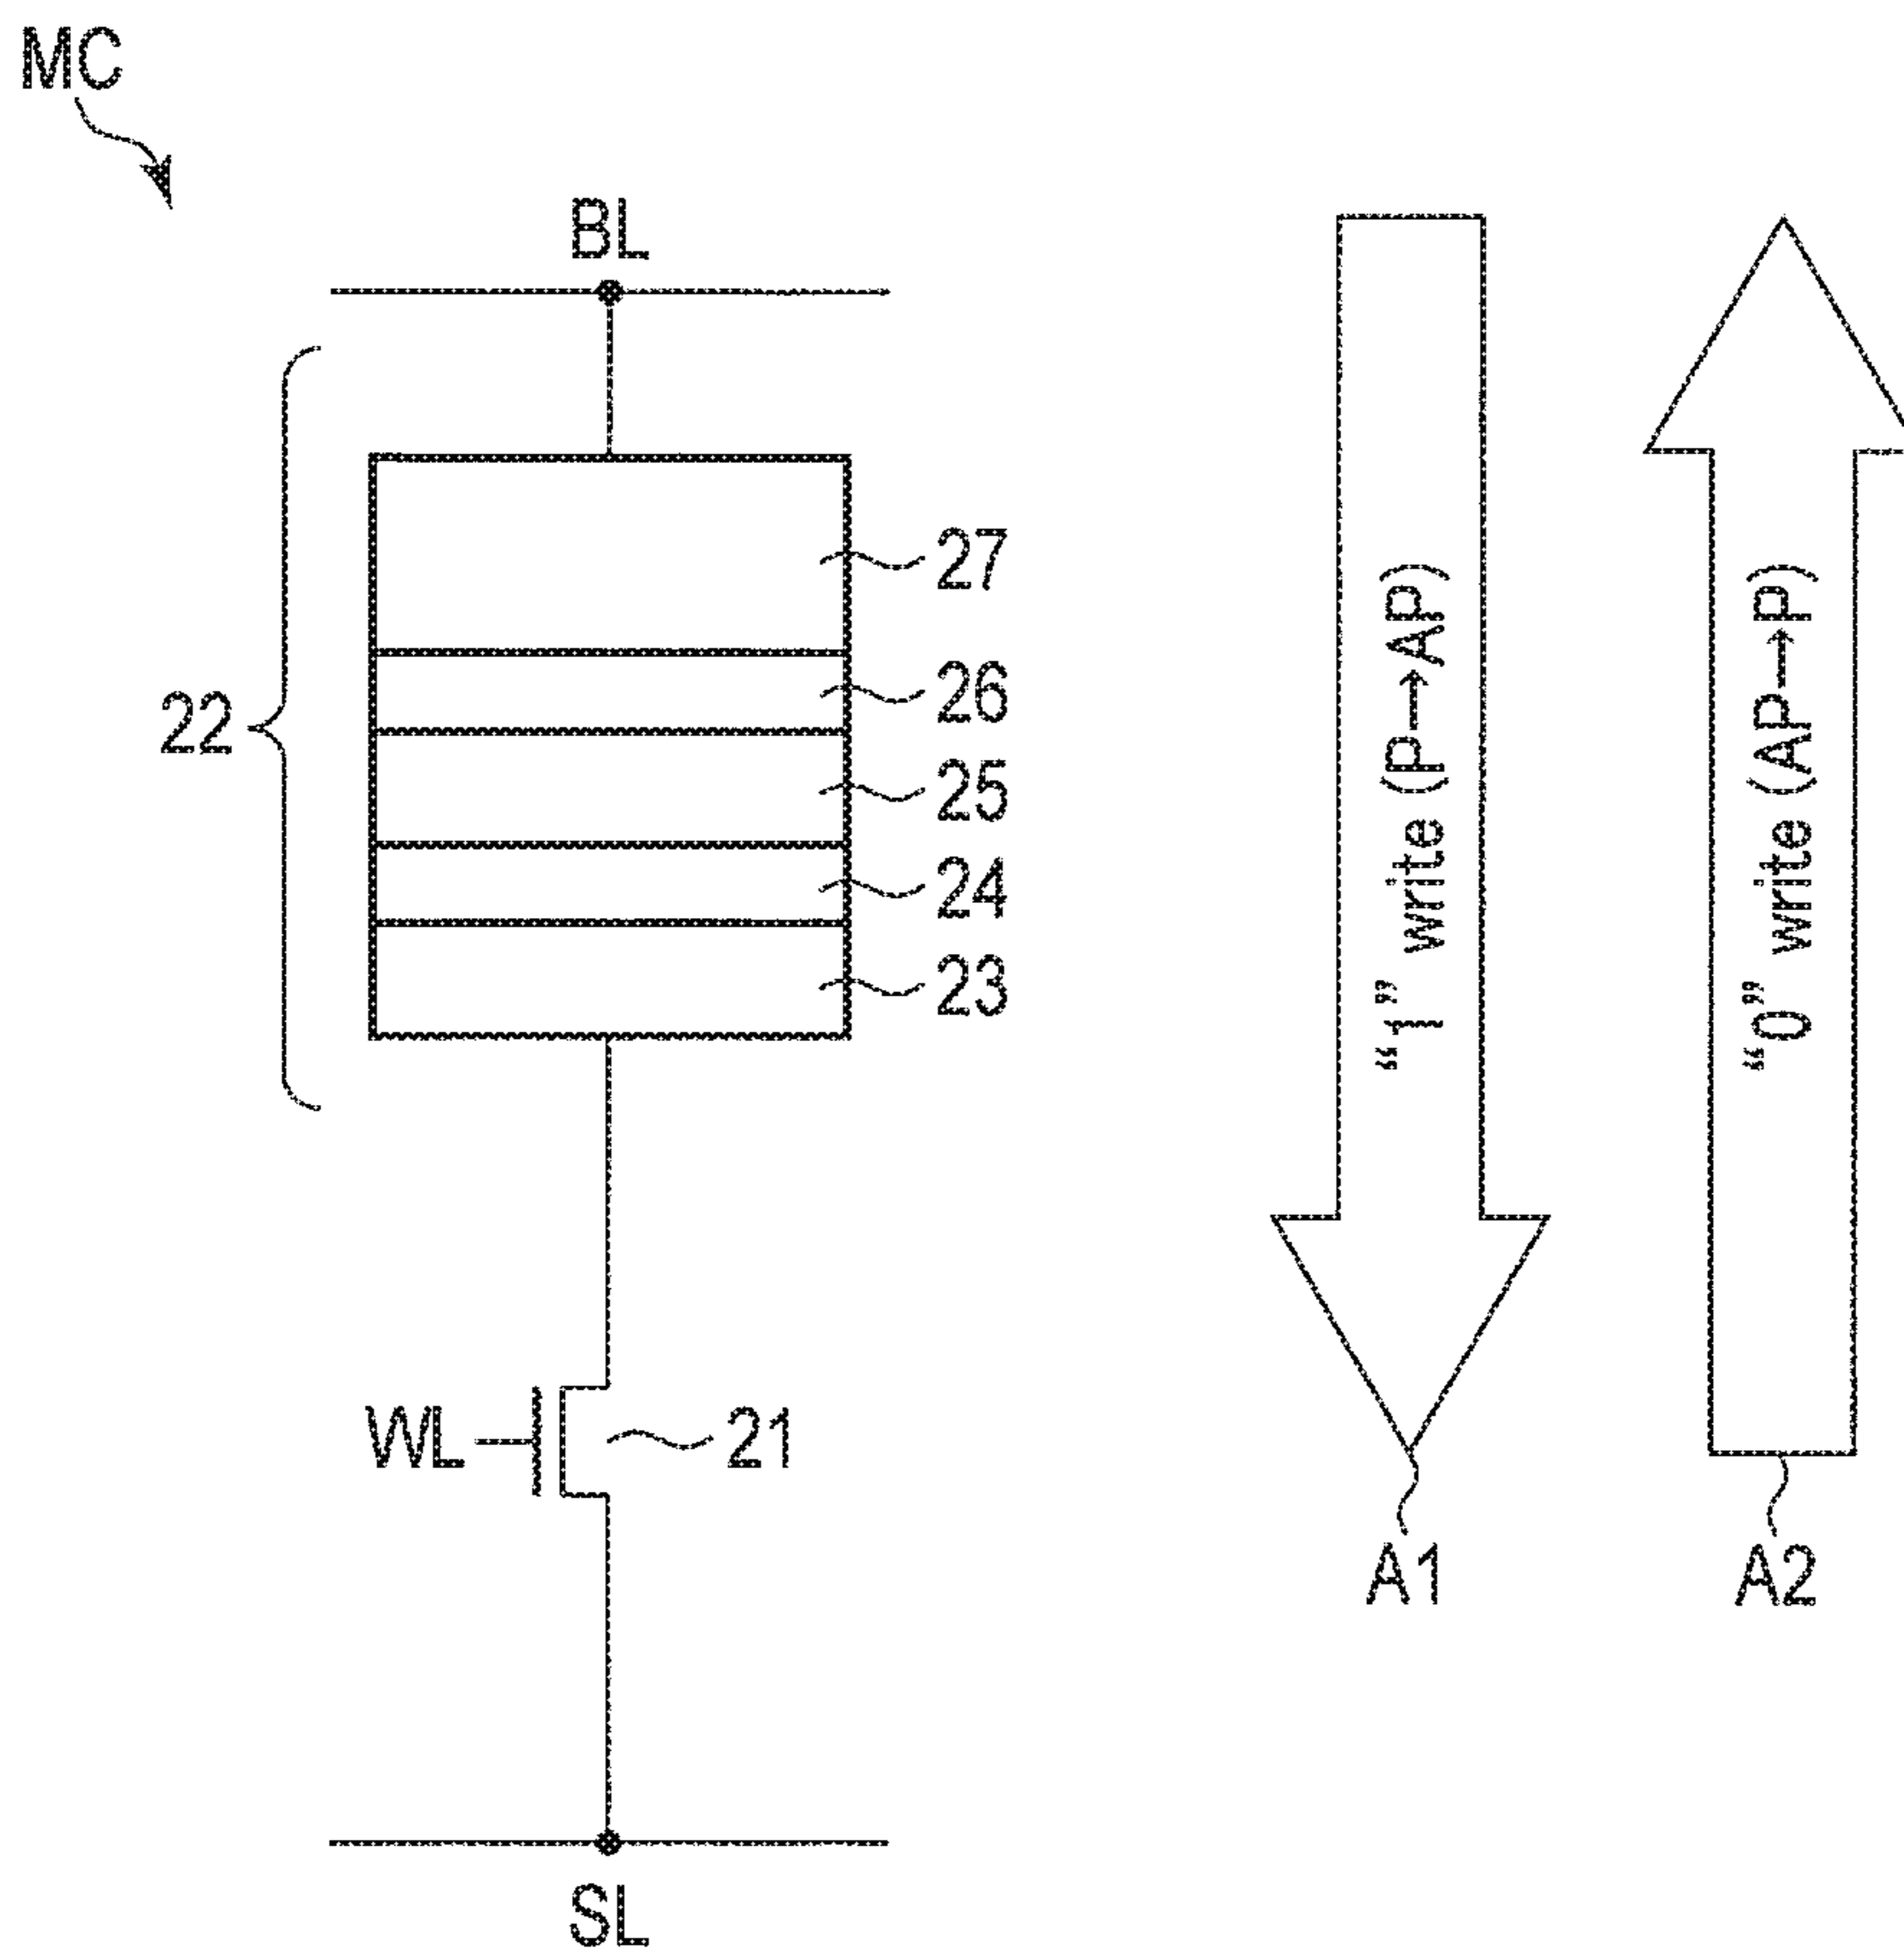 MC
BL
27
26
22
25
24
23
"1" write (P→AP)
"0" write (AP→P)
WL
21
A1
A2
SL